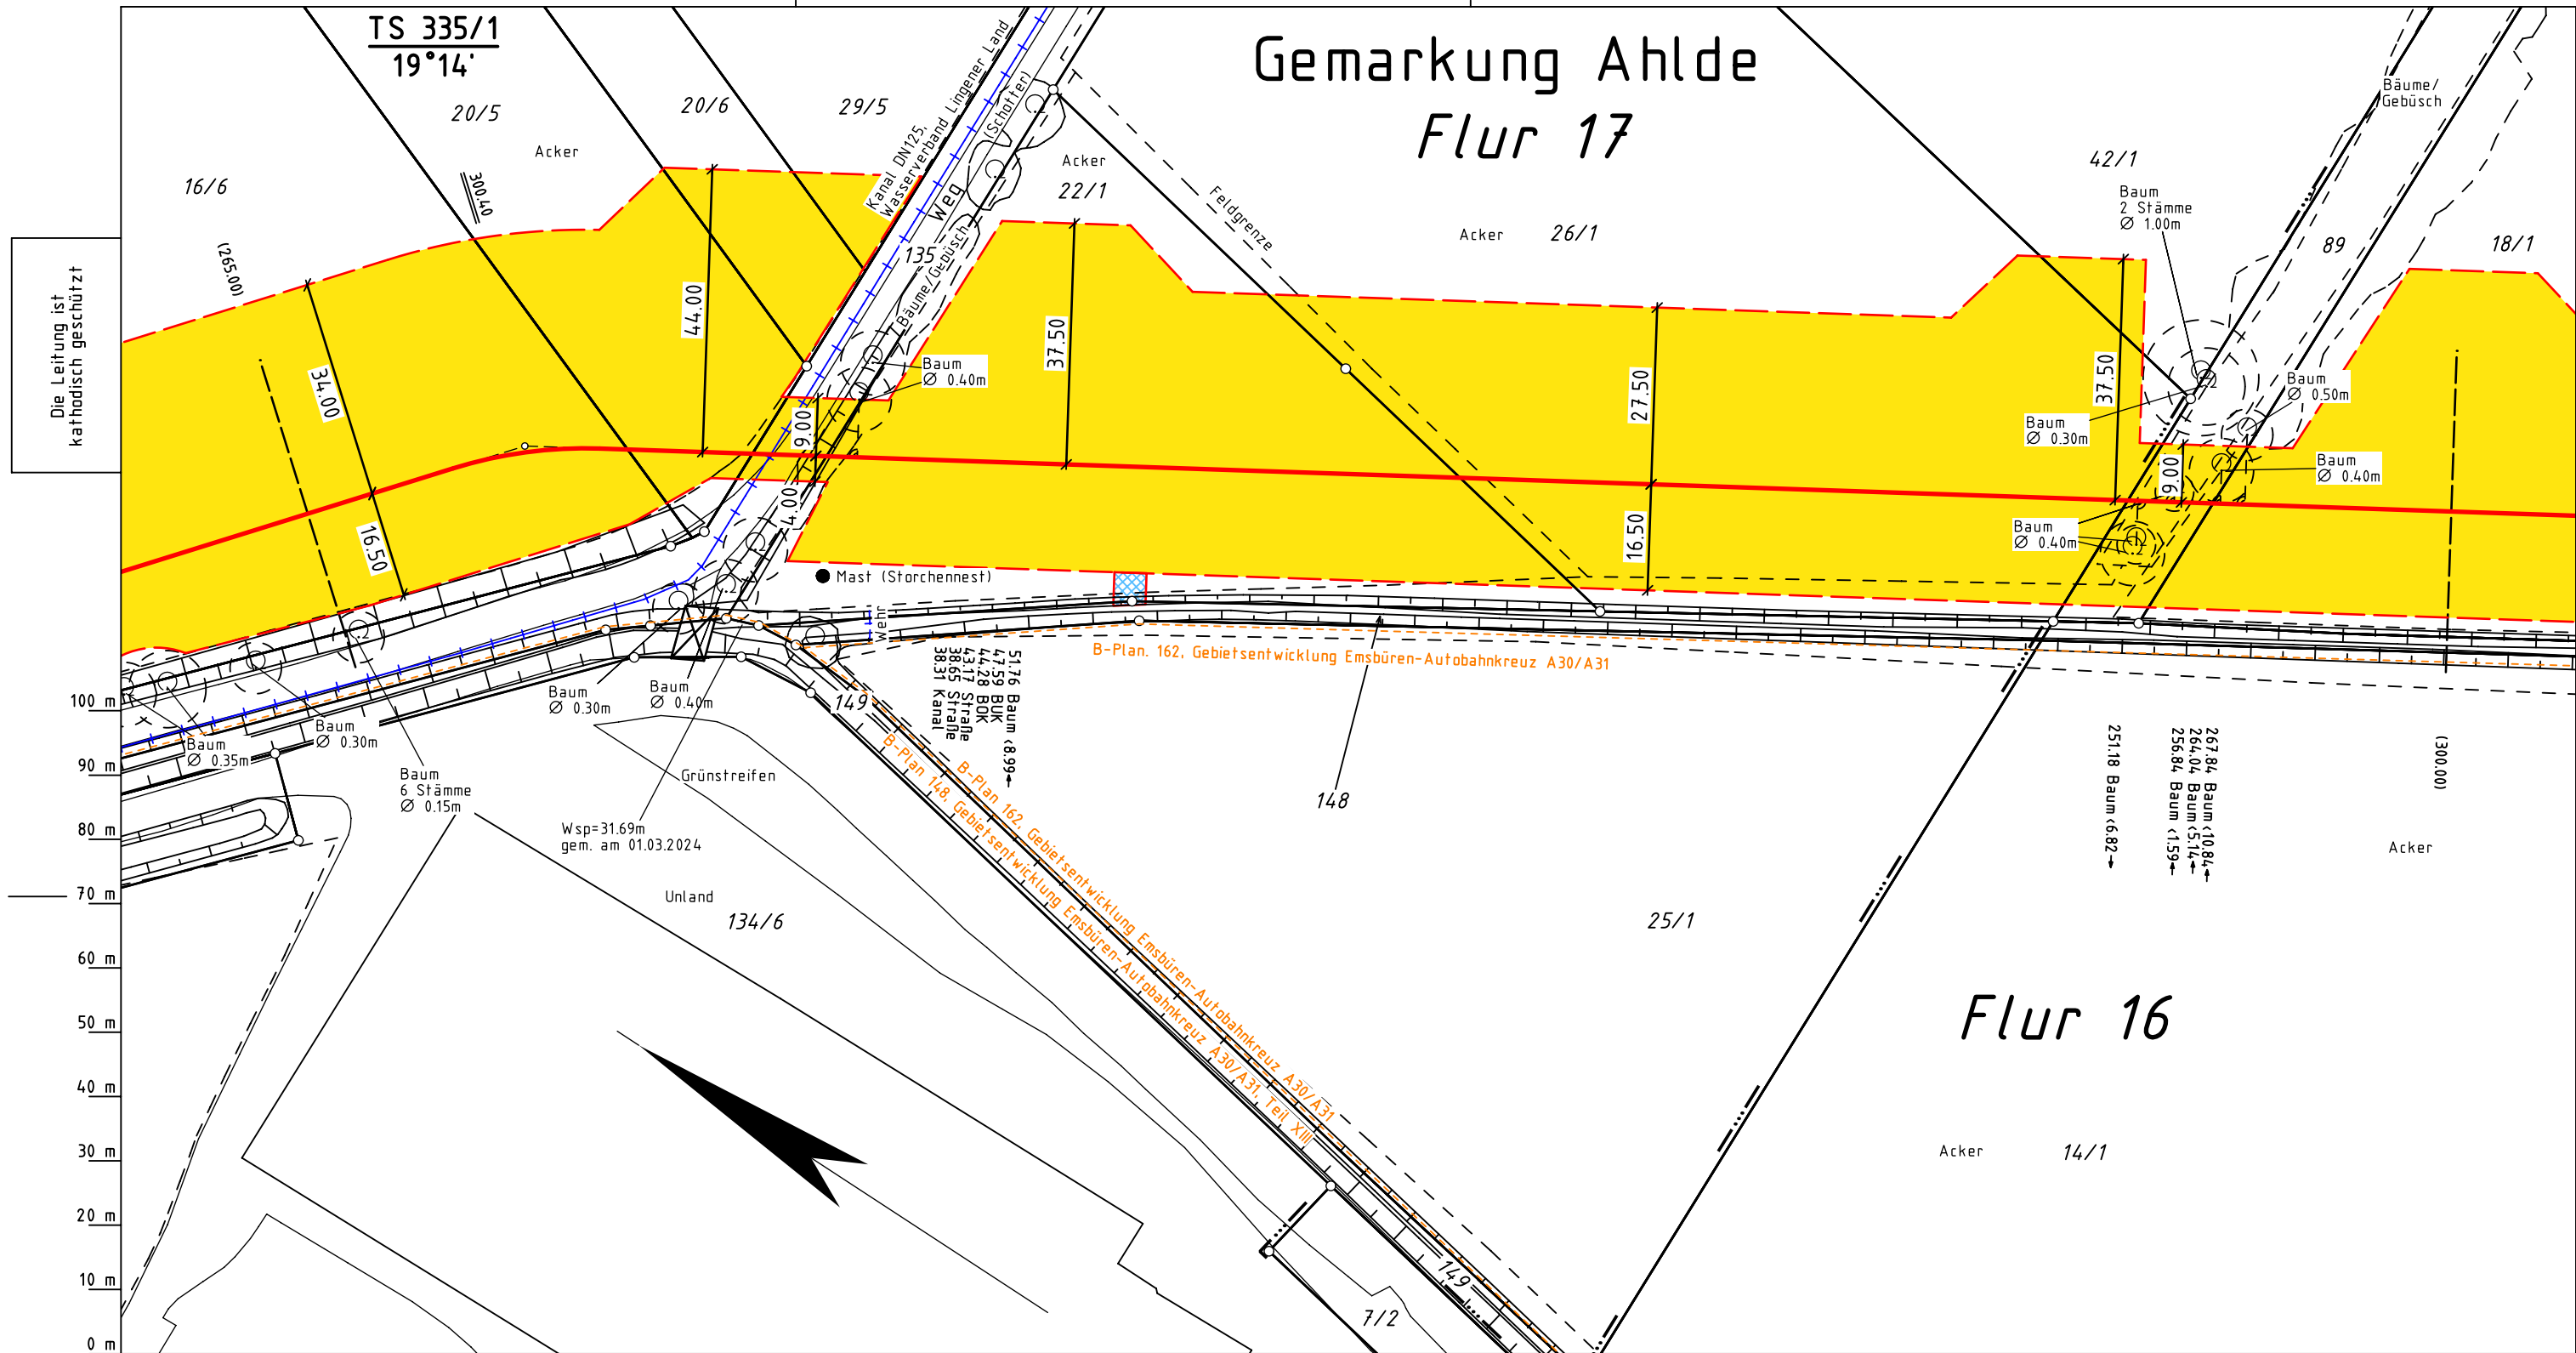 TS 335/1
19°14'
Gemarkung Ahlde
Flur 17
20/5
20/6
29/5
Acker
16/6
300.40
(265.00)
Kanal DN125,
Wasserverband Lingener Land
(Schotter)
Weg
135
Bäume/Gebüsch
Acker
22/1
Feldgrenze
Acker
26/1
42/1
Baum
2 Stämme
Ø 1.00m
Bäume/
Gebüsch
89
18/1
Die Leitung ist
kathodisch geschützt
34.00
16.50
44.00
9.00
4.00
37.50
27.50
16.50
37.50
9.00
Baum
Ø 0.40m
Baum
Ø 0.30m
Baum
Ø 0.50m
Baum
Ø 0.40m
Baum
Ø 0.40m
Mast (Storchennest)
Wehr
B-Plan. 162, Gebietsentwicklung Emsbüren-Autobahnkreuz A30/A31
51.76 Baum <8.99
47.59 BUK
44.28 BOK
43.17 Straße
38.65 Straße
38.31 Kanal
149
Baum
Ø 0.30m
Baum
Ø 0.40m
Baum
Ø 0.30m
Baum
Ø 0.35m
Baum
6 Stämme
Ø 0.15m
Grünstreifen
Wsp=31.69m
gem. am 01.03.2024
Unland
134/6
B-Plan 162, Gebietsentwicklung Emsbüren-Autobahnkreuz A30/A31
B-Plan 148, Gebietsentwicklung Emsbüren-Autobahnkreuz A30/A31, Teil XIII
148
25/1
267.84 Baum <10.84
264.04 Baum <5.14
256.84 Baum <1.59
251.18 Baum <6.82
(300.00)
Acker
Flur 16
Acker
14/1
149
7/2
100 m
90 m
80 m
70 m
60 m
50 m
40 m
30 m
20 m
10 m
0 m